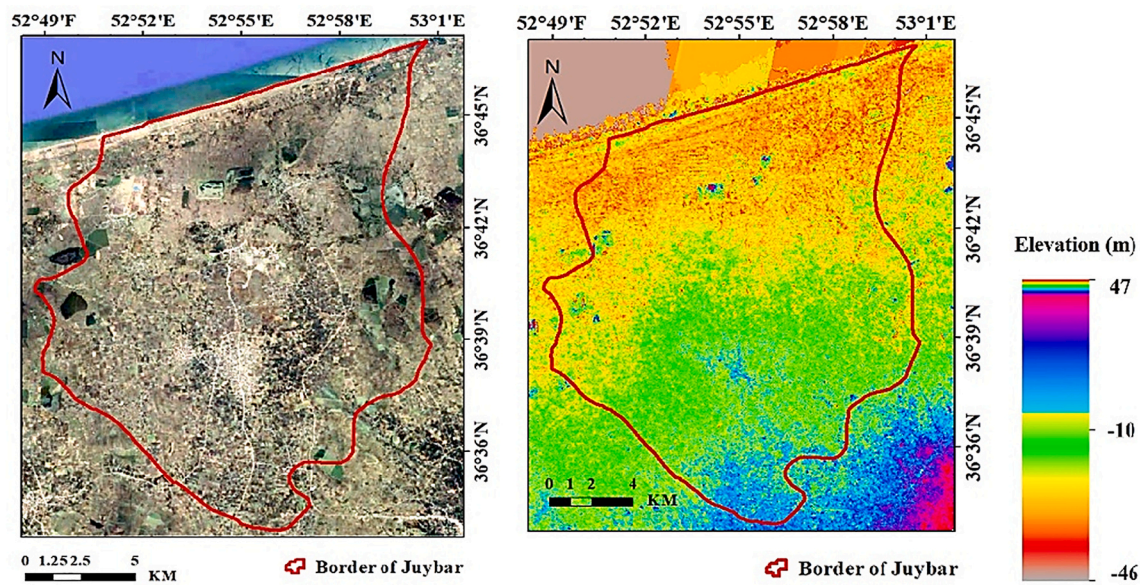 52°49'E 52°52'E 52°55'E 52°58'E 53°1'E
N
36°45'N
36°42'N
36°39'N
36°36'N
0 1.25 2.5 5
KM
Border of Juybar
52°49'E 52°52'E 52°55'E 52°58'E 53°1'E
N
36°45'N
36°42'N
36°39'N
36°36'N
0 1 2 4
KM
Border of Juybar
Elevation (m)
47
-10
-46